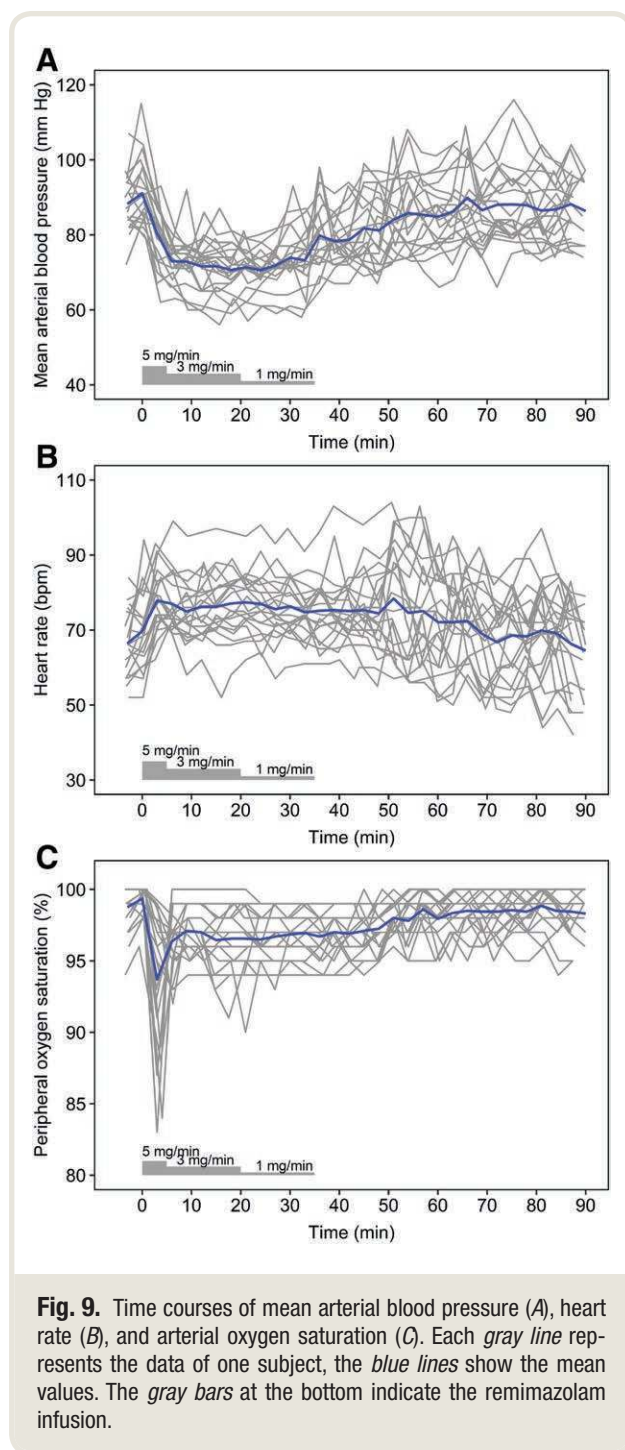 A
Mean arterial blood pressure (mm Hg)
120
100
80
60
40
5 mg/min
3 mg/min
1 mg/min
0 10 20 30 40 50 60 70 80 90
Time (min)
B
Heart rate (bpm)
110
90
70
50
30
5 mg/min
3 mg/min
1 mg/min
0 10 20 30 40 50 60 70 80 90
Time (min)
C
Peripheral oxygen saturation (%)
100
95
90
85
80
5 mg/min
3 mg/min
1 mg/min
0 10 20 30 40 50 60 70 80 90
Time (min)
Fig. 9. Time courses of mean arterial blood pressure (A), heart
rate (B), and arterial oxygen saturation (C). Each gray line rep-
resents the data of one subject, the blue lines show the mean
values. The gray bars at the bottom indicate the remimazolam
infusion.